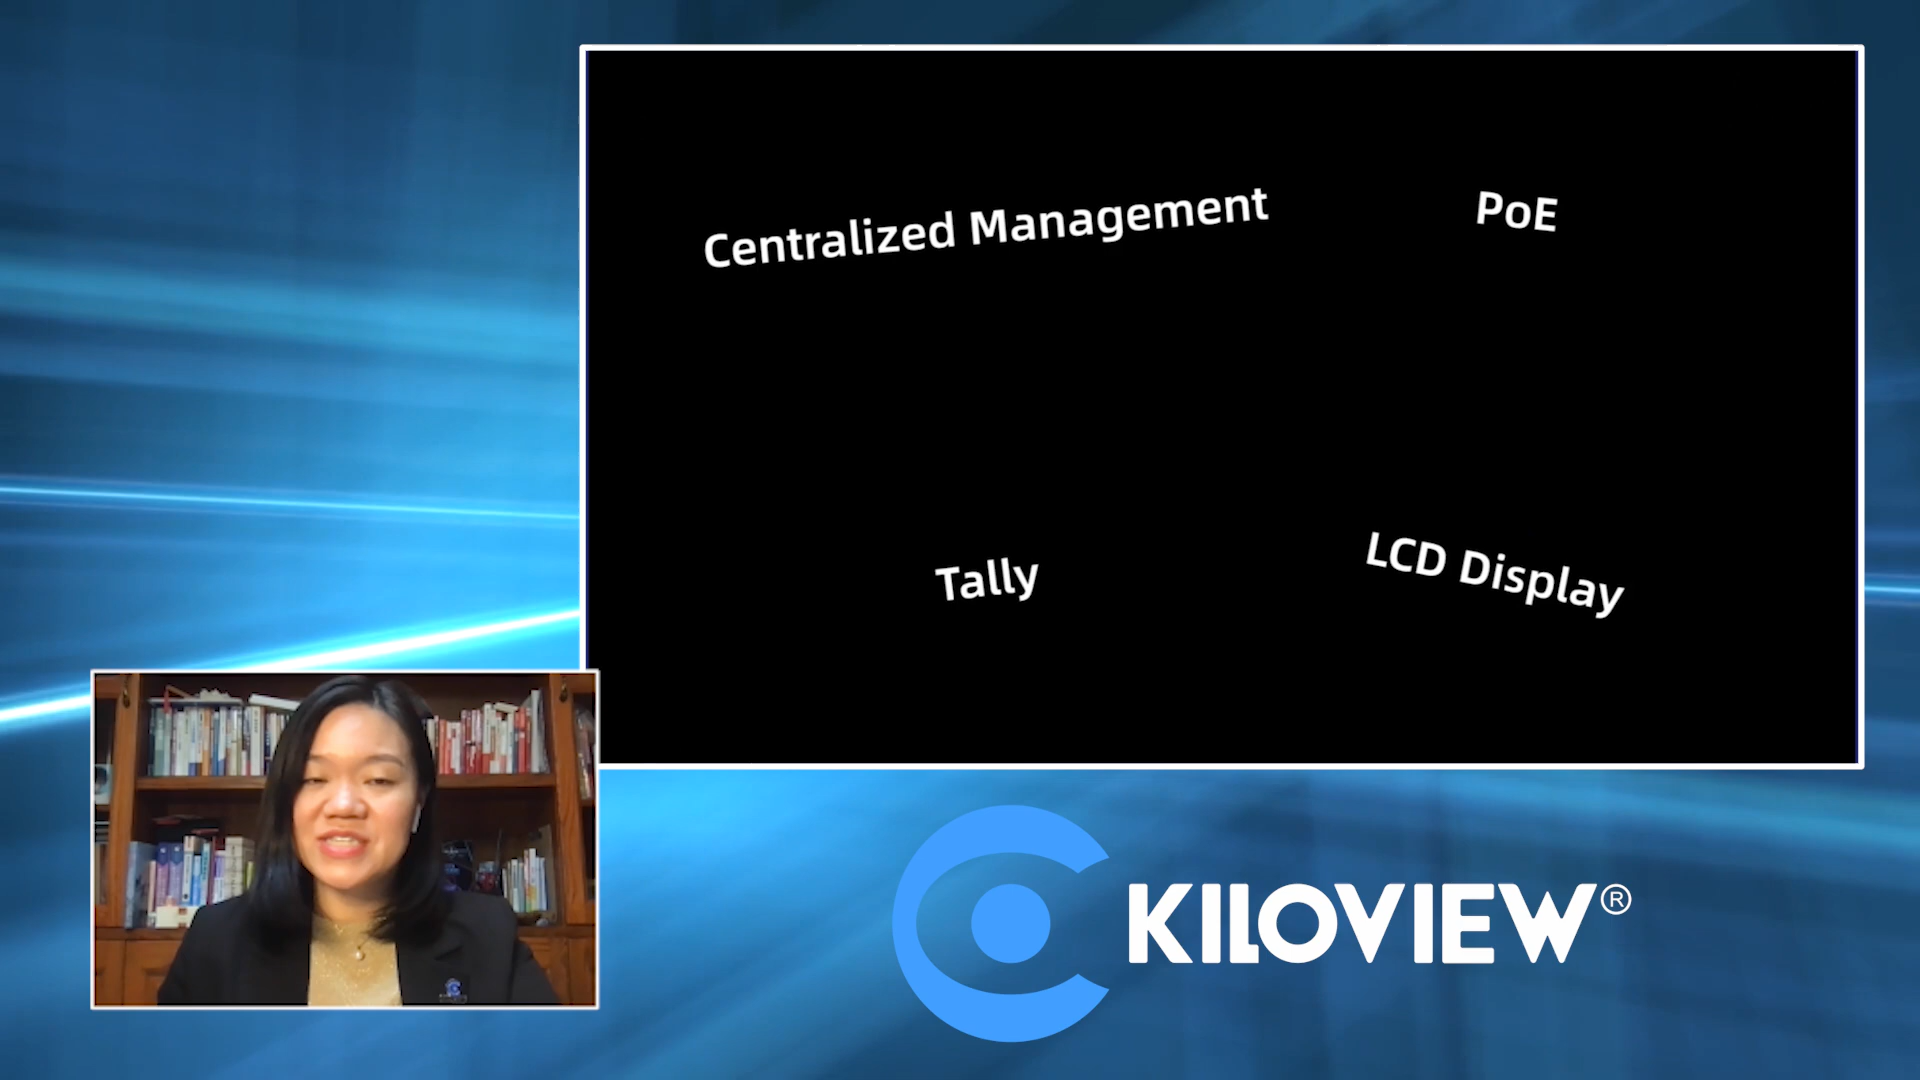 Centralized Management
PoE
Tally
LCD Display
KILOVIEW®